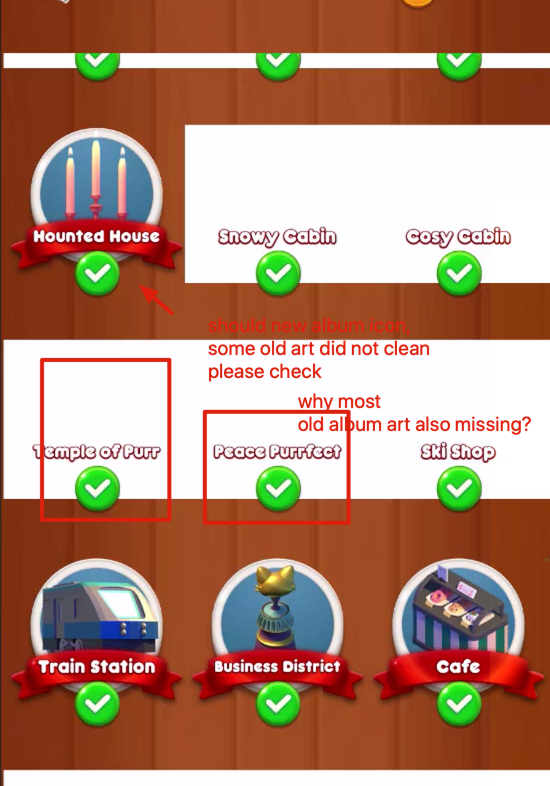 Hounted House
Snowy Cabin
Cosy Cabin
should new album icon,
some old art did not clean
please check
why most
old album art also missing?
Temple of Purr
Peace Purrfect
Ski Shop
Train Station
Business District
Cafe